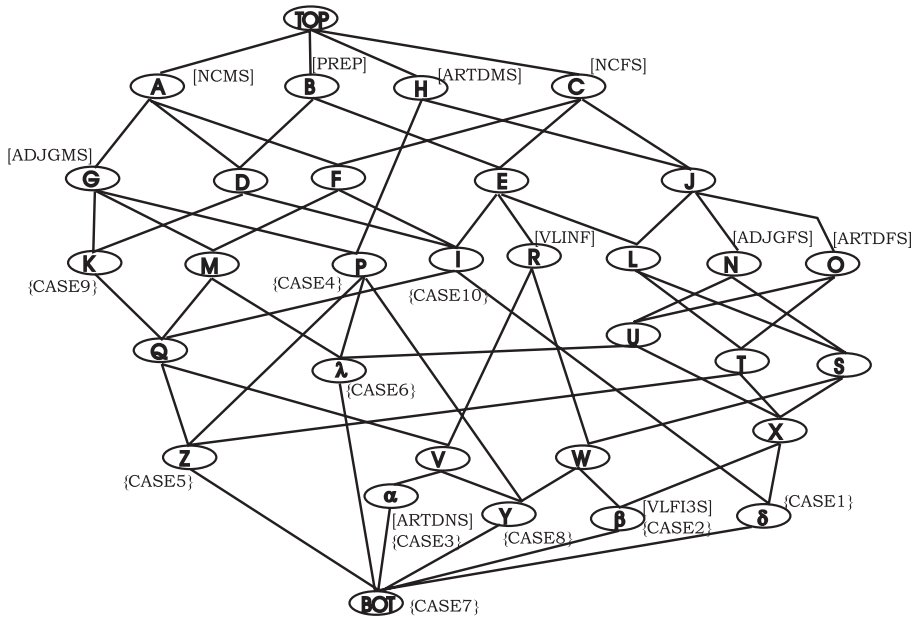 TOP
A [NCMS] B [PREP] H [ARTDMS] C [NCFS]
[ADJGMS]
G D F E J
[VLINF] [ADJGFS] [ARTDFS]
K M P I R L N O
{CASE9} {CASE4} {CASE10}
U
Q λ T S
{CASE6}
X
Z V W
{CASE5}
α Y β δ
[ARTDNS] [VLFI3S] {CASE1}
{CASE3} {CASE8} {CASE2}
BOT {CASE7}